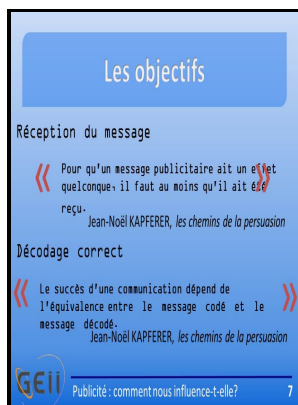 Les objectifs
Réception du message
« Pour qu'un message publicitaire ait un effet »
quelconque, il faut au moins qu'il ait été
reçu.
Jean-Noël KAPFERER, les chemins de la persuasion
Décodage correct
« Le succès d'une communication dépend de »
l'équivalence entre le message codé et le
message décodé.
Jean-Noël KAPFERER, les chemins de la persuasion
GEii
Publicité : comment nous influence-t-elle? 7